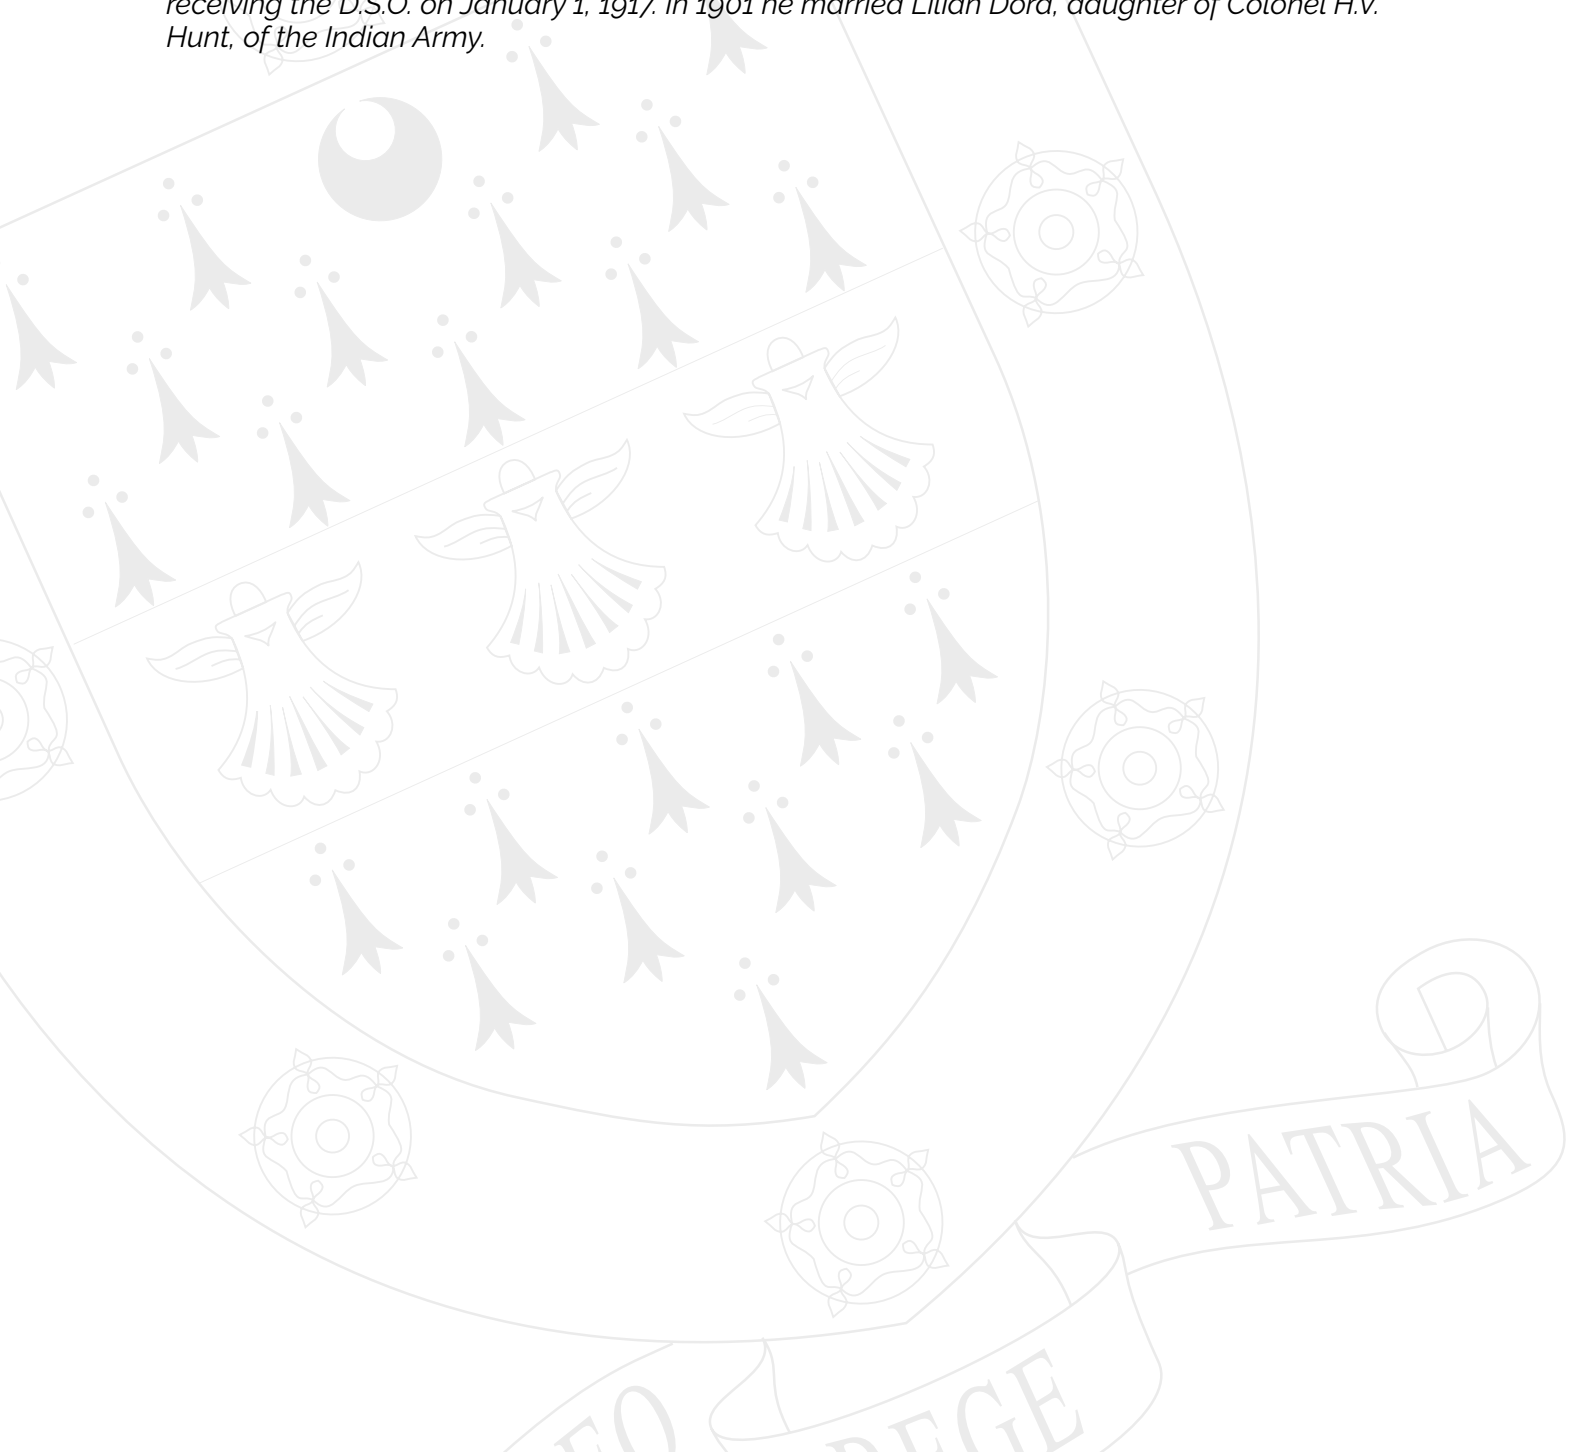 receiving the D.S.O. on January 1, 1917. In 1901 he married Lilian Dora, daughter of Colonel H.V.
Hunt, of the Indian Army.
PATRIA